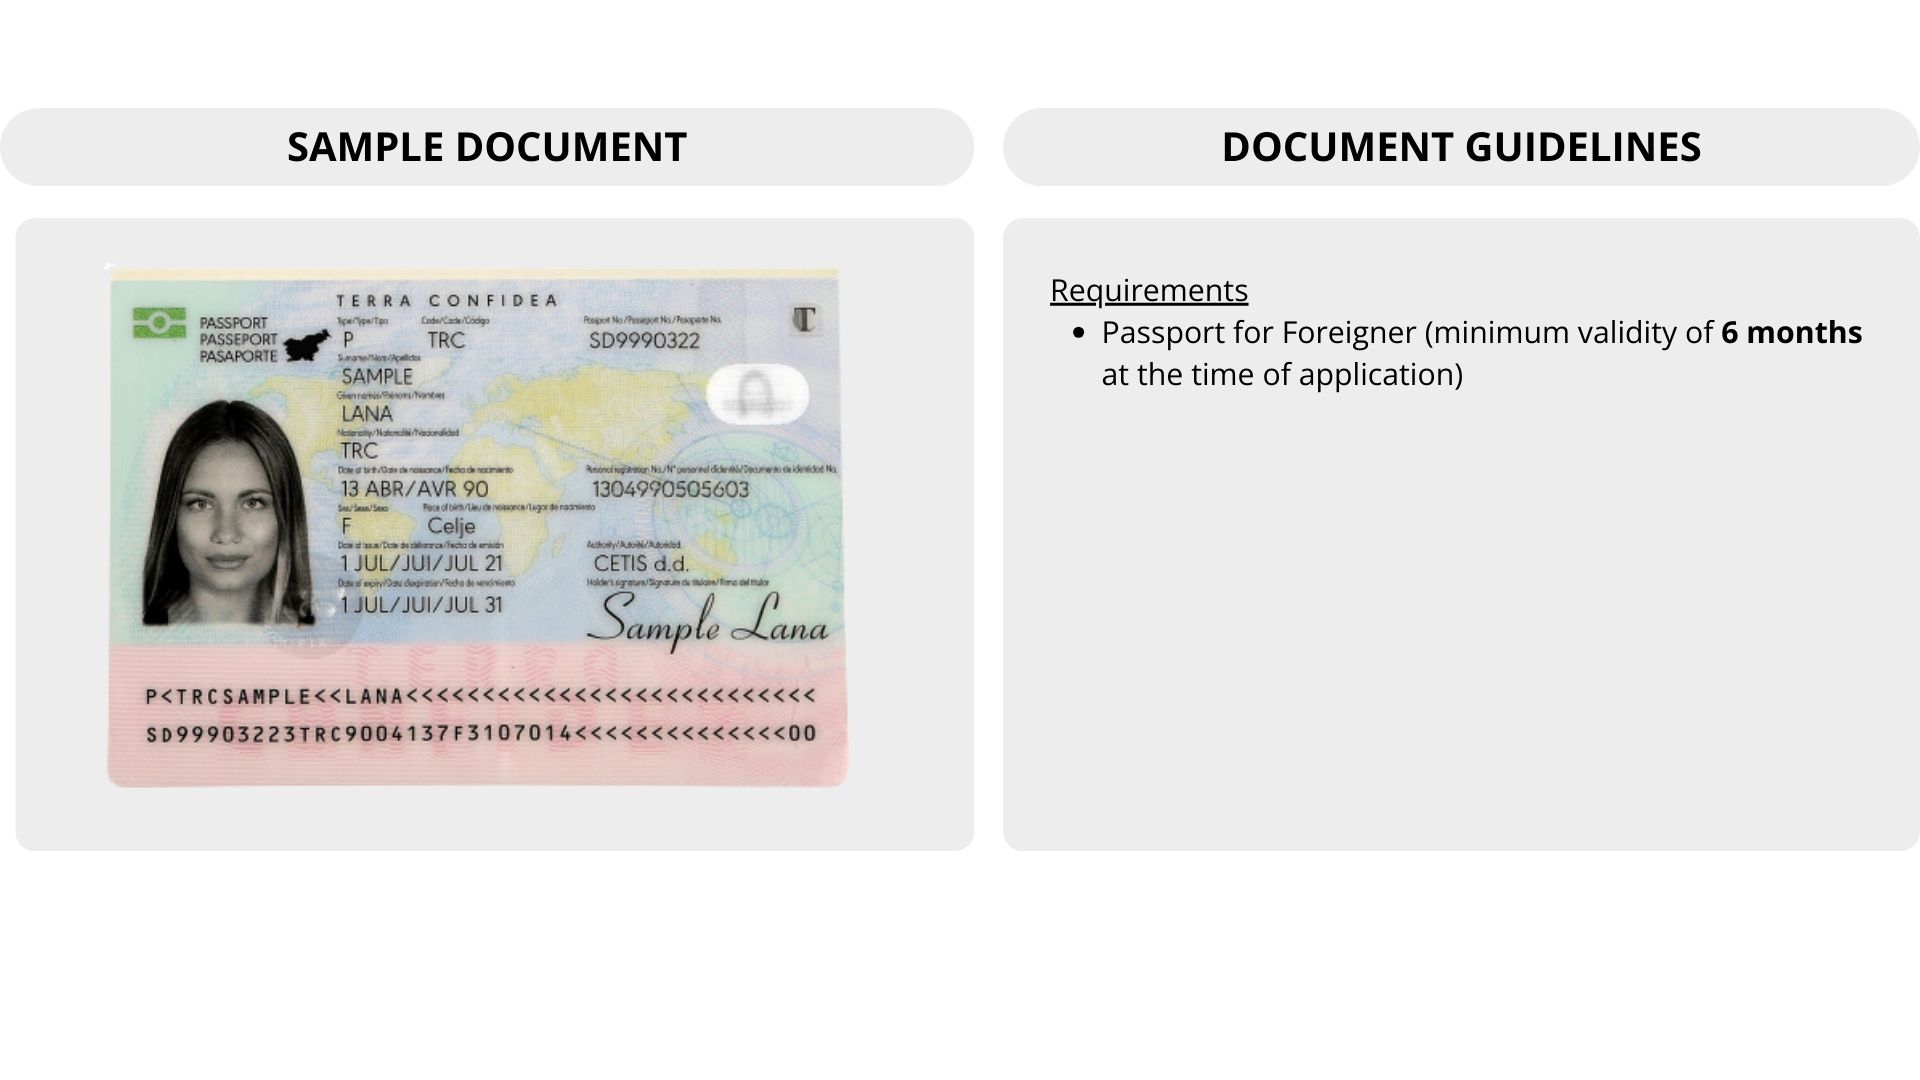 SAMPLE DOCUMENT
DOCUMENT GUIDELINES
TERRA CONFIDEA
PASSPORT
PASSEPORT
PASAPORTE
Type/Type/Tipo
Code/Code/Código
Passport No./Passeport No./Pasaporte No.
P
TRC
SD9990322
Surname/Nom/Apellidos
SAMPLE
Given names/Prénoms/Nombres
LANA
Nationality/Nationalité/Nacionalidad
TRC
Date of birth/Date de naissance/Fecha de nacimiento
Personal registration No./N° personnel d'identité/Documento de identidad No.
13 ABR/AVR 90
1304990505603
Sex/Sexe/Sexo
Place of birth/Lieu de naissance/Lugar de nacimiento
F
Celje
Date of issue/Date de délivrance/Fecha de emisión
Authority/Autorité/Autoridad
1 JUL/JUI/JUL 21
CETIS d.d.
Date of expiry/Date d'expiration/Fecha de vencimiento
Holder's signature/Signature du titulaire/Firma del titular
1 JUL/JUI/JUL 31
Sample Lana
TERRA
P<TRCSAMPLE<<LANA<<<<<<<<<<<<<<<<<<<<<<<<<<<
SD99903223TRC9004137F3107014<<<<<<<<<<<<<<00
Requirements
Passport for Foreigner (minimum validity of 6 months
at the time of application)